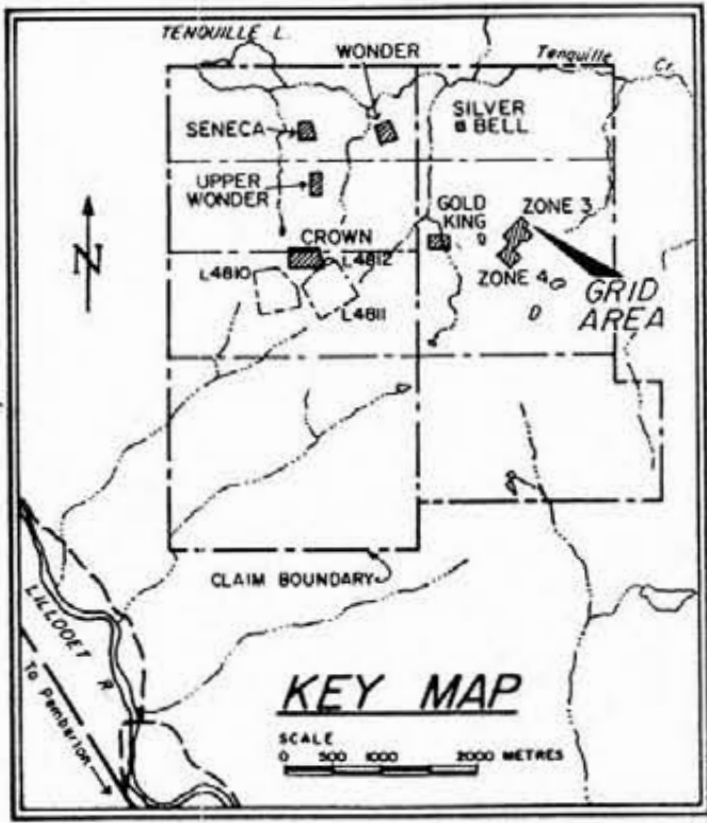 TENQUILLE L.
WONDER
Tenquille Cr.
SENECA
SILVER
BELL
UPPER
WONDER
GOLD
KING
ZONE 3
CROWN
L4810
L4812
ZONE 4
L4811
GRID
AREA
N
D
CLAIM BOUNDARY
LILLOOET R.
To Pemberton
KEY MAP
SCALE
0 500 1000 2000 METRES